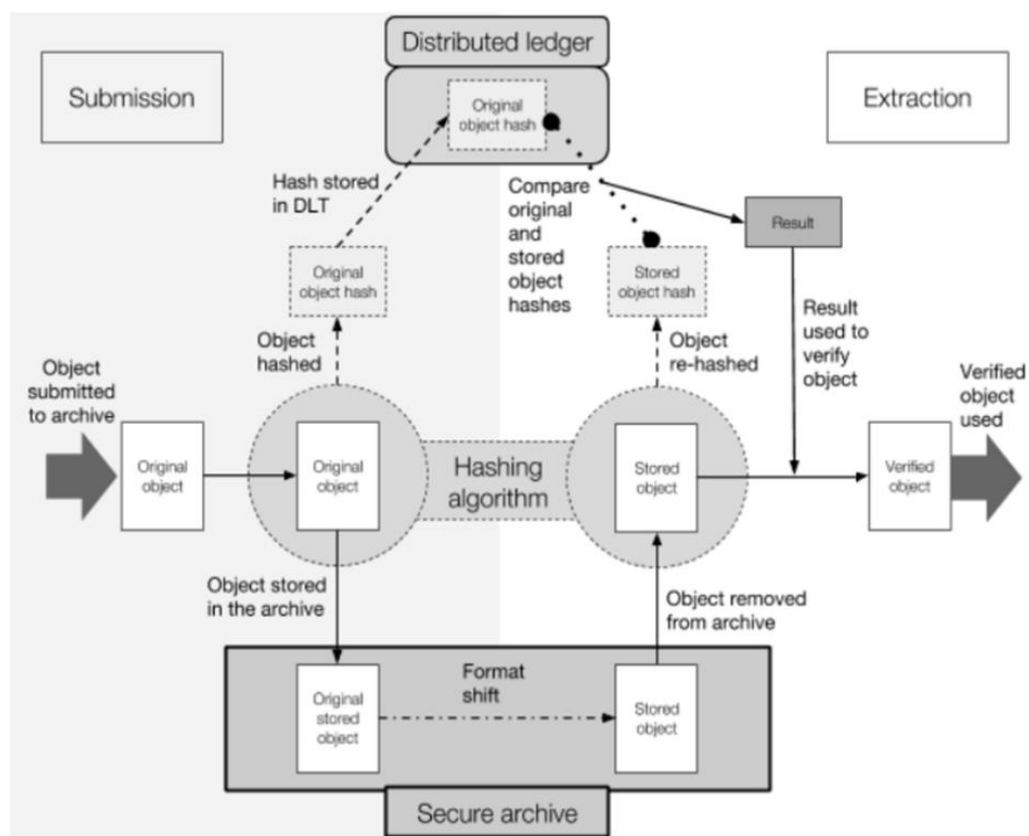 Distributed ledger
Submission
Extraction
Original
object hash
Hash stored
in DLT
Compare
original
and
stored
object
hashes
Result
Original
object hash
Stored
object hash
Object
hashed
Object
re-hashed
Result
used to
verify
object
Object
submitted
to archive
Verified
object
used
Original
object
Original
object
Hashing
algorithm
Stored
object
Verified
object
Object stored
in the archive
Object removed
from archive
Original
stored
object
Format
shift
Stored
object
Secure archive